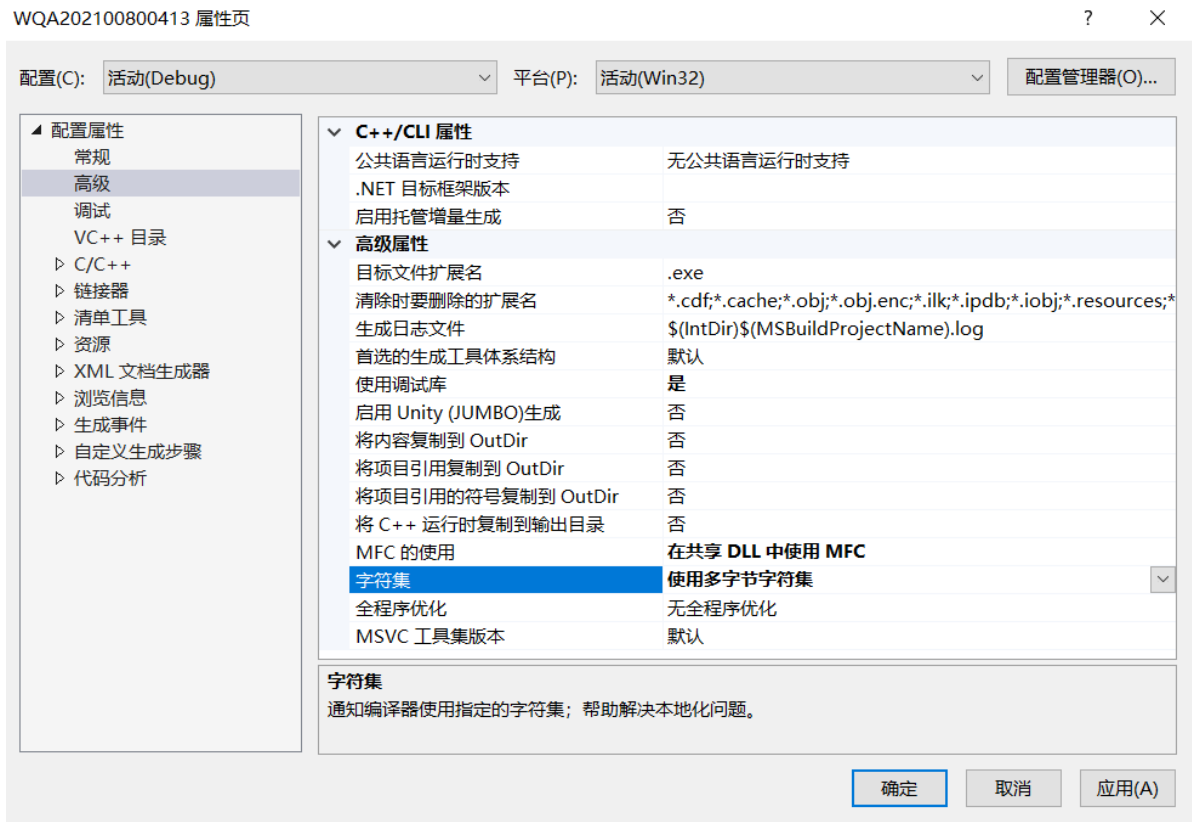 WQA202100800413 属性页
配置(C): 活动(Debug) 平台(P): 活动(Win32) 配置管理器(O)...
配置属性
常规
高级
调试
VC++ 目录
C/C++
链接器
清单工具
资源
XML 文档生成器
浏览信息
生成事件
自定义生成步骤
代码分析
C++/CLI 属性
公共语言运行时支持 无公共语言运行时支持
.NET 目标框架版本
启用托管增量生成 否
高级属性
目标文件扩展名 .exe
清除时要删除的扩展名 *.cdf;*.cache;*.obj;*.obj.enc;*.ilk;*.ipdb;*.iobj;*.resources;*
生成日志文件 $(IntDir)$(MSBuildProjectName).log
首选的生成工具体系结构 默认
使用调试库 是
启用 Unity (JUMBO)生成 否
将内容复制到 OutDir 否
将项目引用复制到 OutDir 否
将项目引用的符号复制到 OutDir 否
将 C++ 运行时复制到输出目录 否
MFC 的使用 在共享 DLL 中使用 MFC
字符集 使用多字节字符集
全程序优化 无全程序优化
MSVC 工具集版本 默认
字符集
通知编译器使用指定的字符集；帮助解决本地化问题。
确定 取消 应用(A)